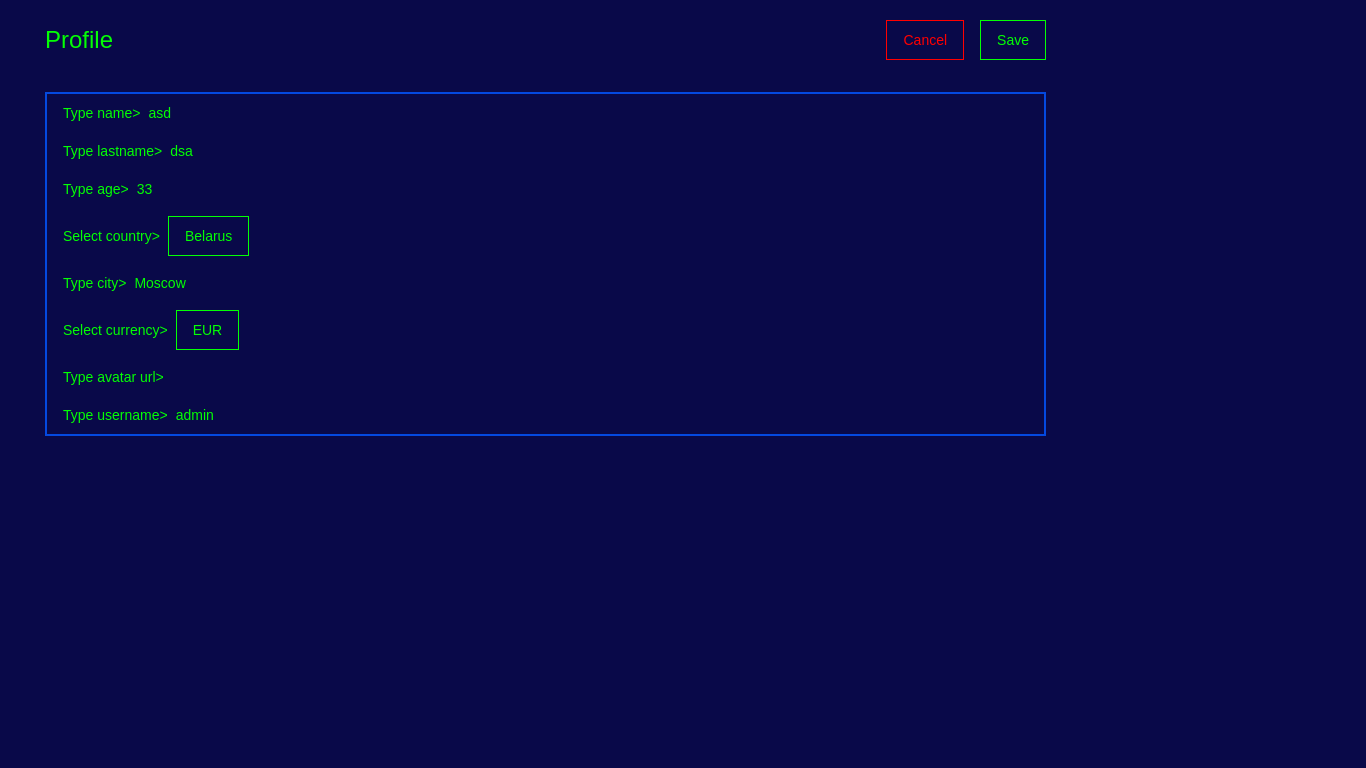 Profile
Cancel
Save
Type name> asd
Type lastname> dsa
Type age> 33
Select country> Belarus
Type city> Moscow
Select currency> EUR
Type avatar url>
Type username> admin